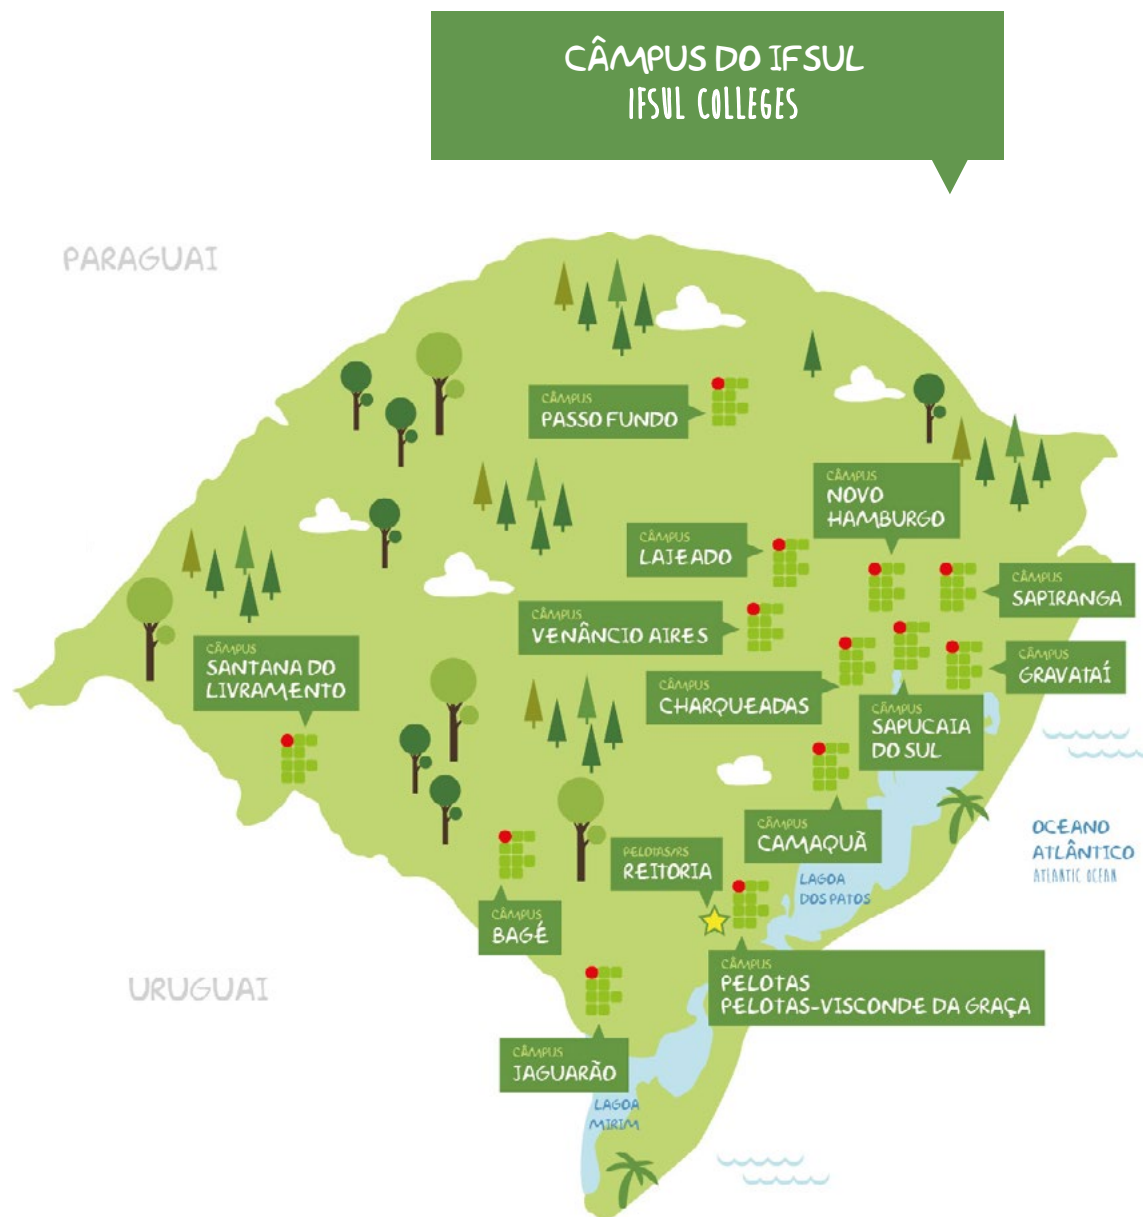 CÂMPUS DO IFSUL
IFSUL COLLEGES
PARAGUAI
CÂMPUS
PASSO FUNDO
CÂMPUS
NOVO
HAMBURGO
CÂMPUS
LAJEADO
CÂMPUS
SAPIRANGA
CÂMPUS
VENÂNCIO AIRES
CÂMPUS
SANTANA DO
LIVRAMENTO
CÂMPUS
GRAVATAÍ
CÂMPUS
CHARQUEADAS
CÂMPUS
SAPUCAIA
DO SUL
CÂMPUS
CAMAQUÃ
OCEANO
ATLÂNTICO
ATLANTIC OCEAN
PELOTAS/RS
REITORIA
LAGOA
DOS PATOS
CÂMPUS
BAGÉ
CÂMPUS
PELOTAS
PELOTAS-VISCONDE DA GRAÇA
URUGUAI
CÂMPUS
JAGUARÃO
LAGOA
MIRIM